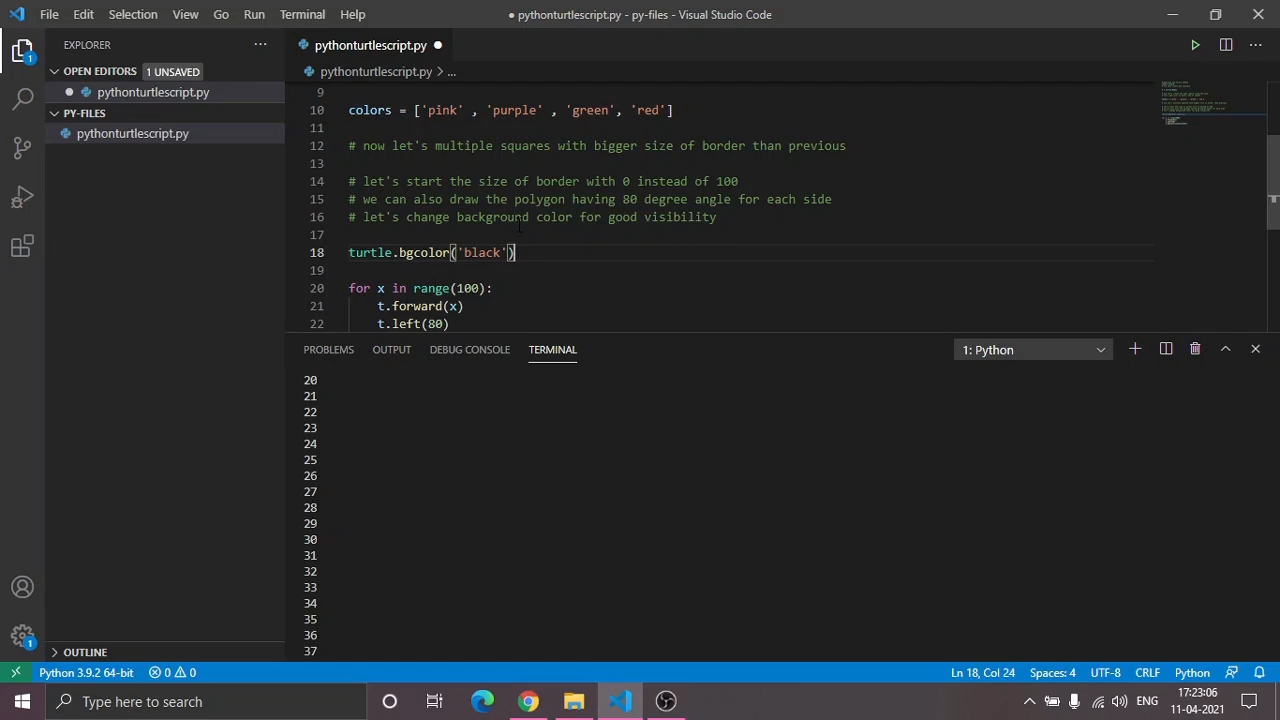 File Edit Selection View Go Run Terminal Help
● pythonturtlescript.py - py-files - Visual Studio Code
EXPLORER
pythonturtlescript.py ●
OPEN EDITORS 1 UNSAVED
pythonturtlescript.py > ...
● pythonturtlescript.py
PY-FILES
pythonturtlescript.py
9
10 colors = ['pink' 'purple' , 'green', 'red']
11
12 # now let's multiple squares with bigger size of border than previous
13
14 # let's start the size of border with 0 instead of 100
15 # we can also draw the polygon having 80 degree angle for each side
16 # let's change background color for good visibility
17
18 turtle.bgcolor('black')
19
20 for x in range(100):
21 t.forward(x)
22 t.left(80)
PROBLEMS OUTPUT DEBUG CONSOLE TERMINAL 1: Python
20
21
22
23
24
25
26
27
28
29
30
31
32
33
34
35
36
37
1
1
OUTLINE
Python 3.9.2 64-bit 0 0 Ln 18, Col 24 Spaces: 4 UTF-8 CRLF Python
Type here to search
ENG
17:23:06
11-04-2021